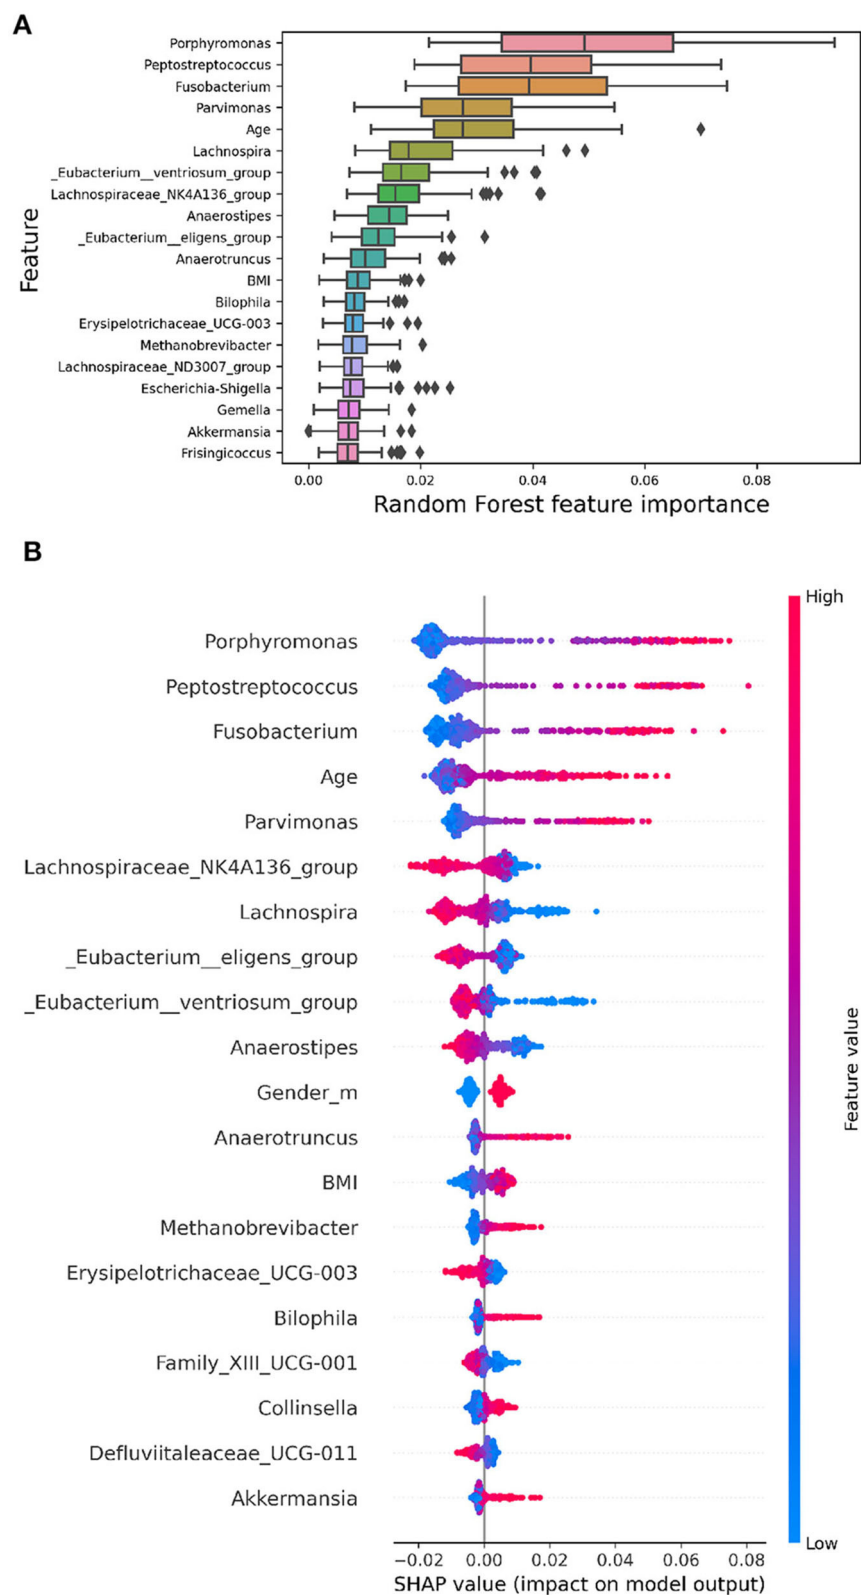 A
Porphyromonas
Peptostreptococcus
Fusobacterium
Parvimonas
Age
Lachnospira
_Eubacterium__ventriosum_group
Lachnospiraceae_NK4A136_group
Anaerostipes
_Eubacterium__eligens_group
Anaerotruncus
BMI
Bilophila
Erysipelotrichaceae_UCG-003
Methanobrevibacter
Lachnospiraceae_ND3007_group
Escherichia-Shigella
Gemella
Akkermansia
Frisingicoccus
Feature
0.00 0.02 0.04 0.06 0.08
Random Forest feature importance
B
High
Porphyromonas
Peptostreptococcus
Fusobacterium
Age
Parvimonas
Lachnospiraceae_NK4A136_group
Lachnospira
_Eubacterium__eligens_group
_Eubacterium__ventriosum_group
Anaerostipes
Gender_m
Anaerotruncus
BMI
Methanobrevibacter
Erysipelotrichaceae_UCG-003
Bilophila
Family_XIII_UCG-001
Collinsella
Defluviitaleaceae_UCG-011
Akkermansia
Feature value
Low
−0.02 0.00 0.02 0.04 0.06 0.08
SHAP value (impact on model output)